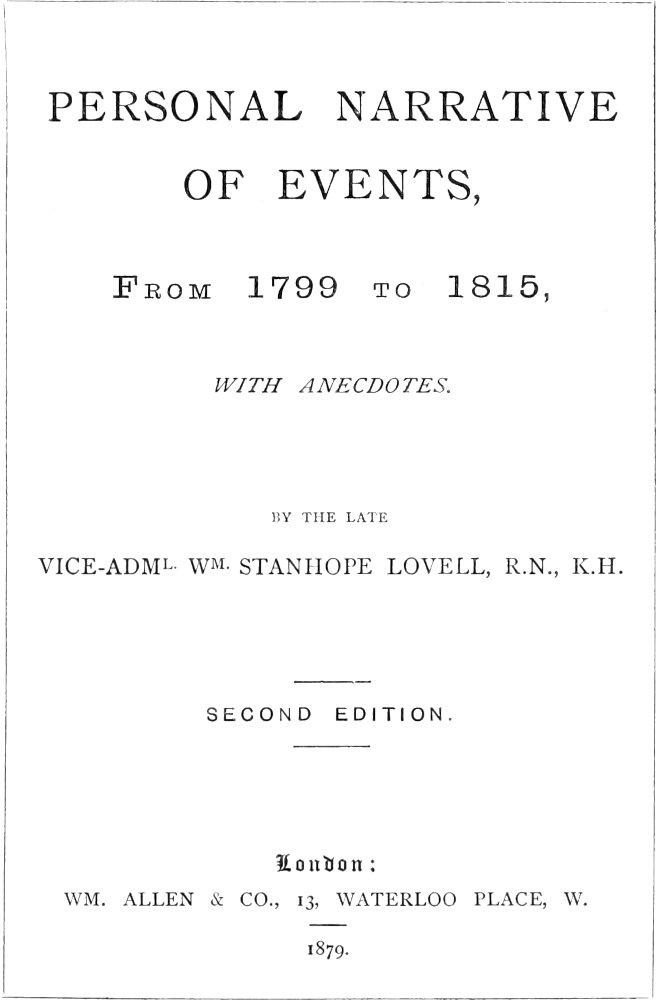 PERSONAL NARRATIVE
OF EVENTS,
FROM 1799 TO 1815,
WITH ANECDOTES.
BY THE LATE
VICE-ADML. WM. STANHOPE LOVELL, R.N., K.H.
SECOND EDITION.
London:
WM. ALLEN & CO., 13, WATERLOO PLACE, W.
1879.